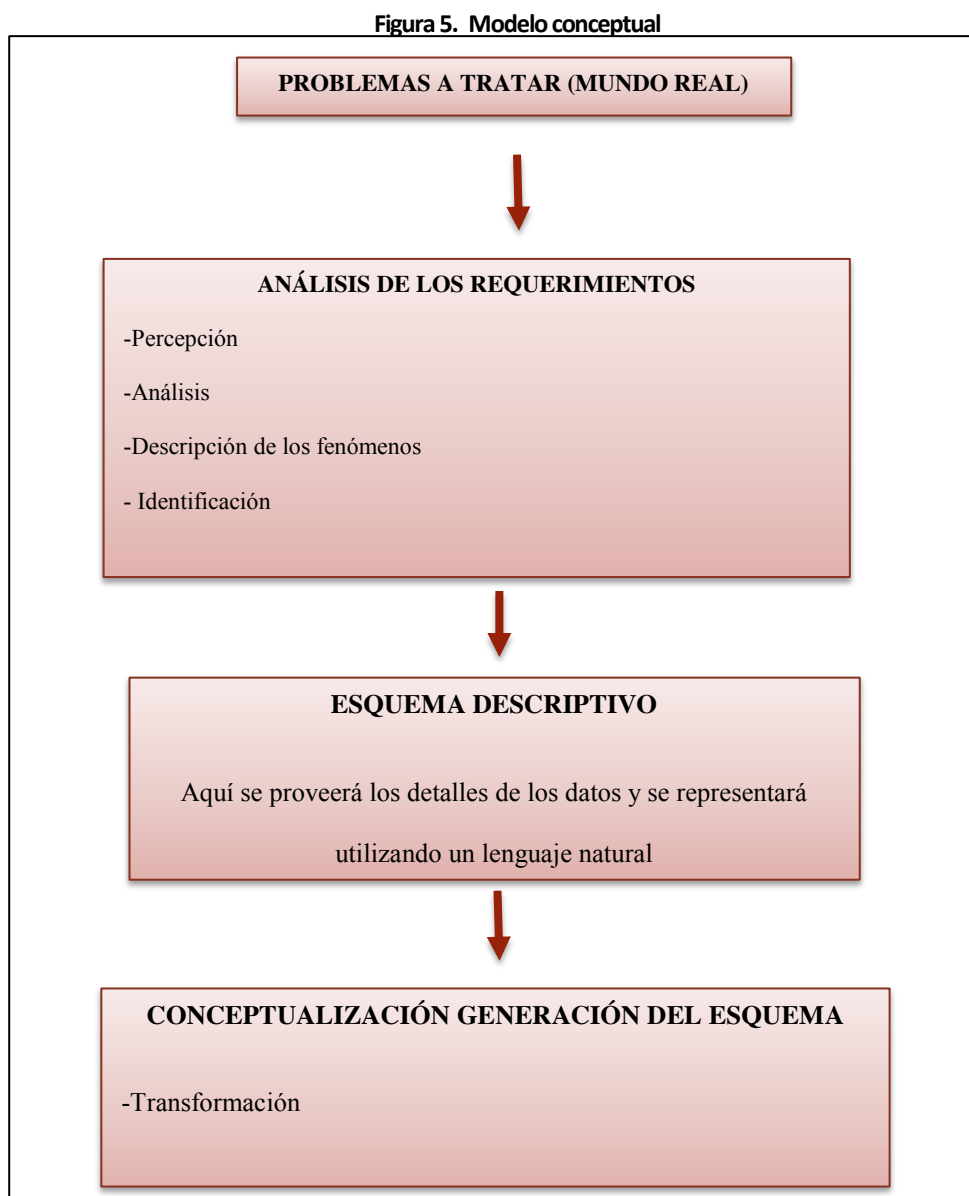 Figura 5. Modelo conceptual
PROBLEMAS A TRATAR (MUNDO REAL)
ANÁLISIS DE LOS REQUERIMIENTOS
-Percepción
-Análisis
-Descripción de los fenómenos
- Identificación
ESQUEMA DESCRIPTIVO
Aquí se proveerá los detalles de los datos y se representará
utilizando un lenguaje natural
CONCEPTUALIZACIÓN GENERACIÓN DEL ESQUEMA
-Transformación